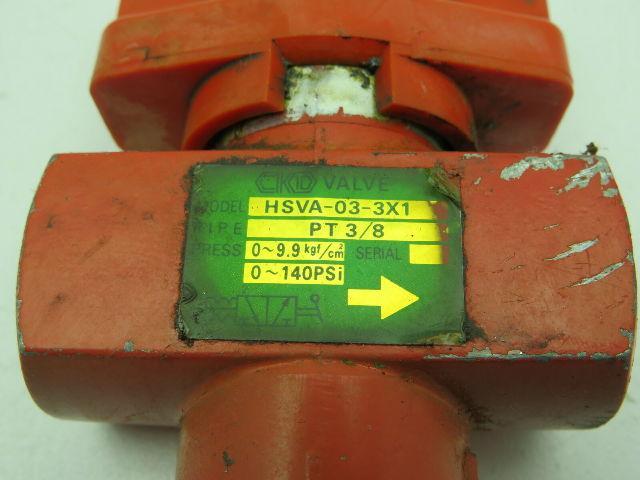 CKD VALVE
MODEL HSVA-03-3X1
PIPE PT 3/8
PRESS 0~9.9 kgf/cm² SERIAL
0~140PSi